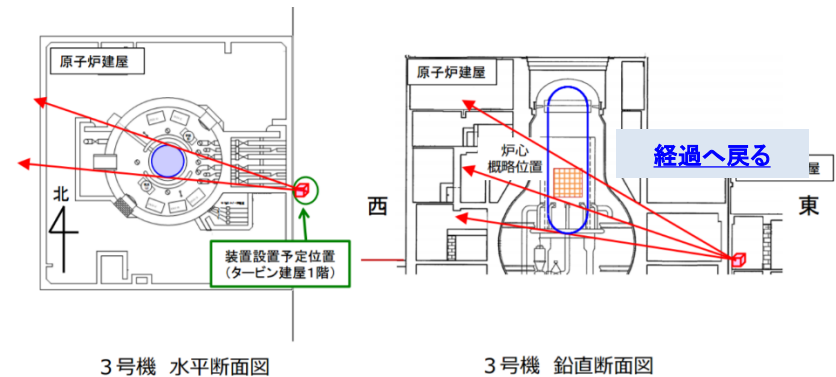 原子炉建屋
北
装置設置予定位置
(タービン建屋1階)
3号機 水平断面図
原子炉建屋
炉心
概略位置
経過へ戻る
屋
西
東
3号機 鉛直断面図